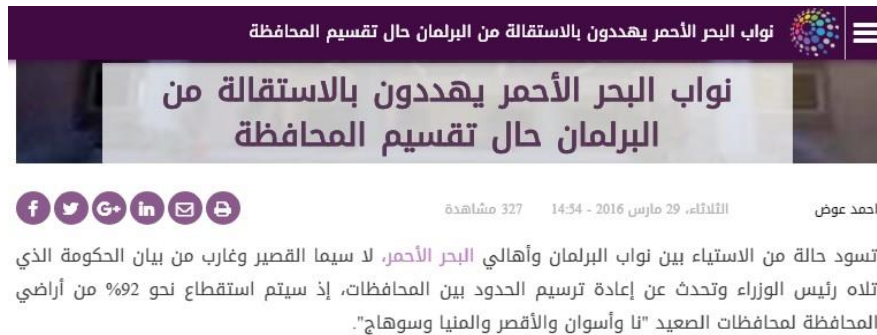 نواب البحر الأحمر يهددون بالاستقالة من البرلمان حال تقسيم المحافظة
نواب البحر الأحمر يهددون بالاستقالة من
البرلمان حال تقسيم المحافظة
احمد عوض الثلاثاء، 29 مارس 2016 - 14:54 327 مشاهدة
تسود حالة من الاستياء بين نواب البرلمان وأهالي البحر الأحمر، لا سيما القصير وغارب من بيان الحكومة الذي
تلاه رئيس الوزراء وتحدث عن إعادة ترسيم الحدود بين المحافظات، إذ سيتم استقطاع نحو 92% من أراضي
المحافظة لمحافظات الصعيد "نا وأسوان والأقصر والمنيا وسوهاج".